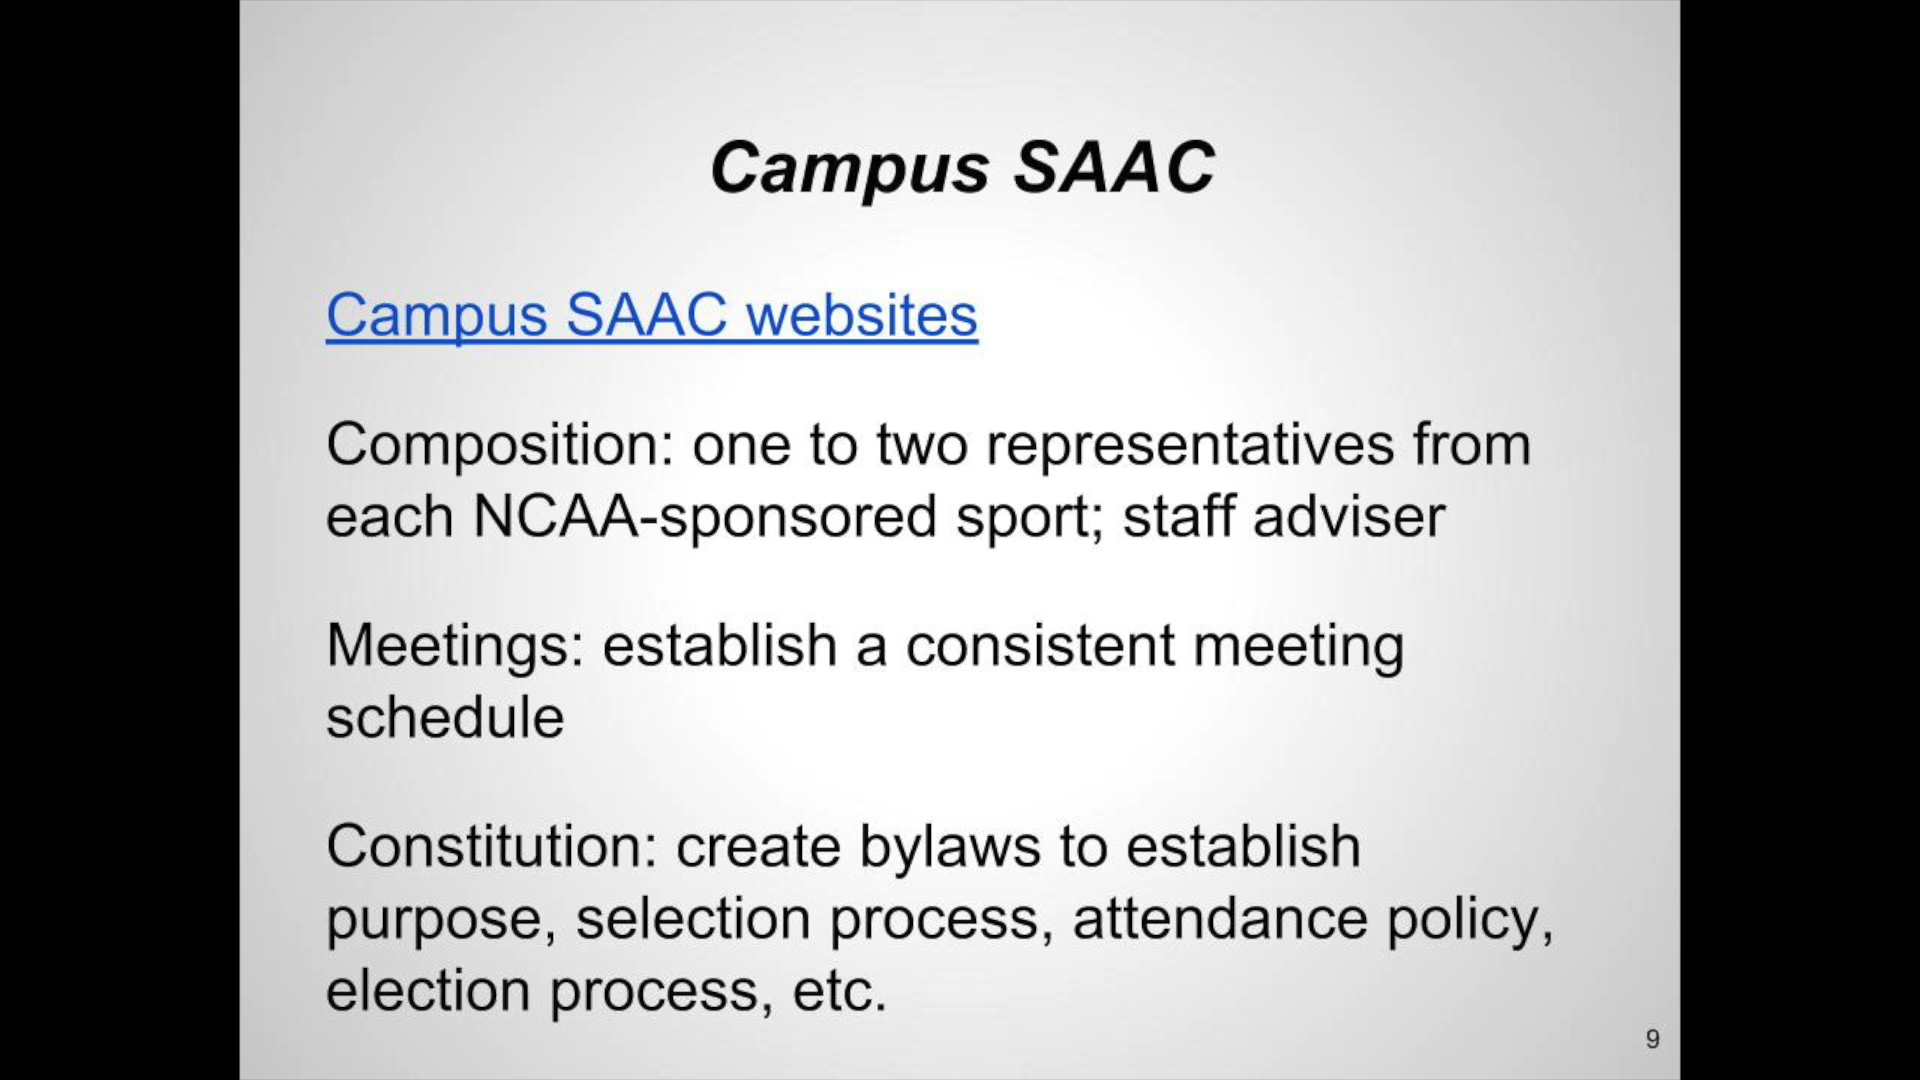 Campus SAAC
Campus SAAC websites
Composition: one to two representatives from
each NCAA-sponsored sport; staff adviser
Meetings: establish a consistent meeting
schedule
Constitution: create bylaws to establish
purpose, selection process, attendance policy,
election process, etc.
9